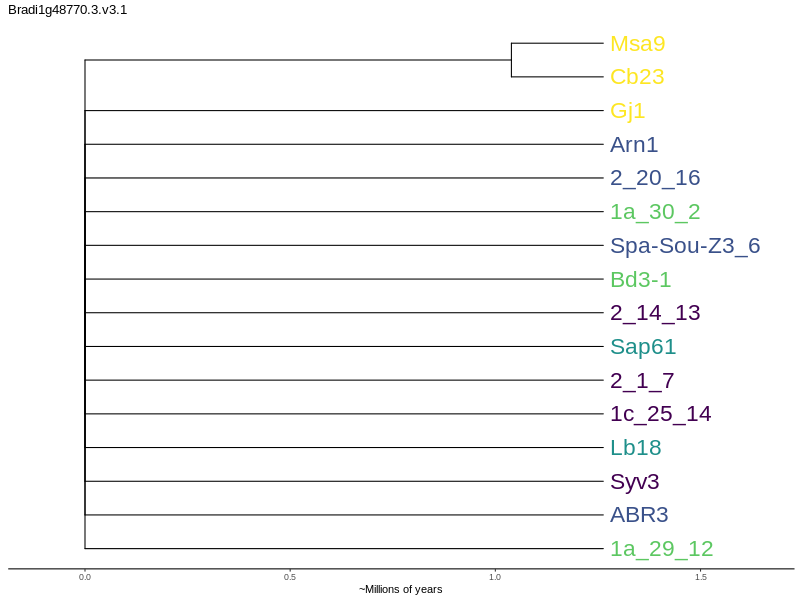 Bradi1g48770.3.v3.1
Msa9
Cb23
Gj1
Arn1
2_20_16
1a_30_2
Spa-Sou-Z3_6
Bd3-1
2_14_13
Sap61
2_1_7
1c_25_14
Lb18
Syv3
ABR3
1a_29_12
0.0 0.5 1.0 1.5
~Millions of years